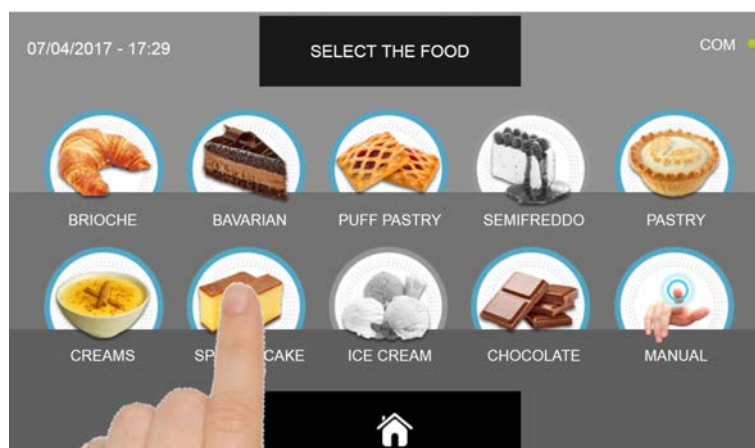 07/04/2017 - 17:29
SELECT THE FOOD
COM
BRIOCHE
BAVARIAN
PUFF PASTRY
SEMIFREDDO
PASTRY
CREAMS
CAKE
ICE CREAM
CHOCOLATE
MANUAL